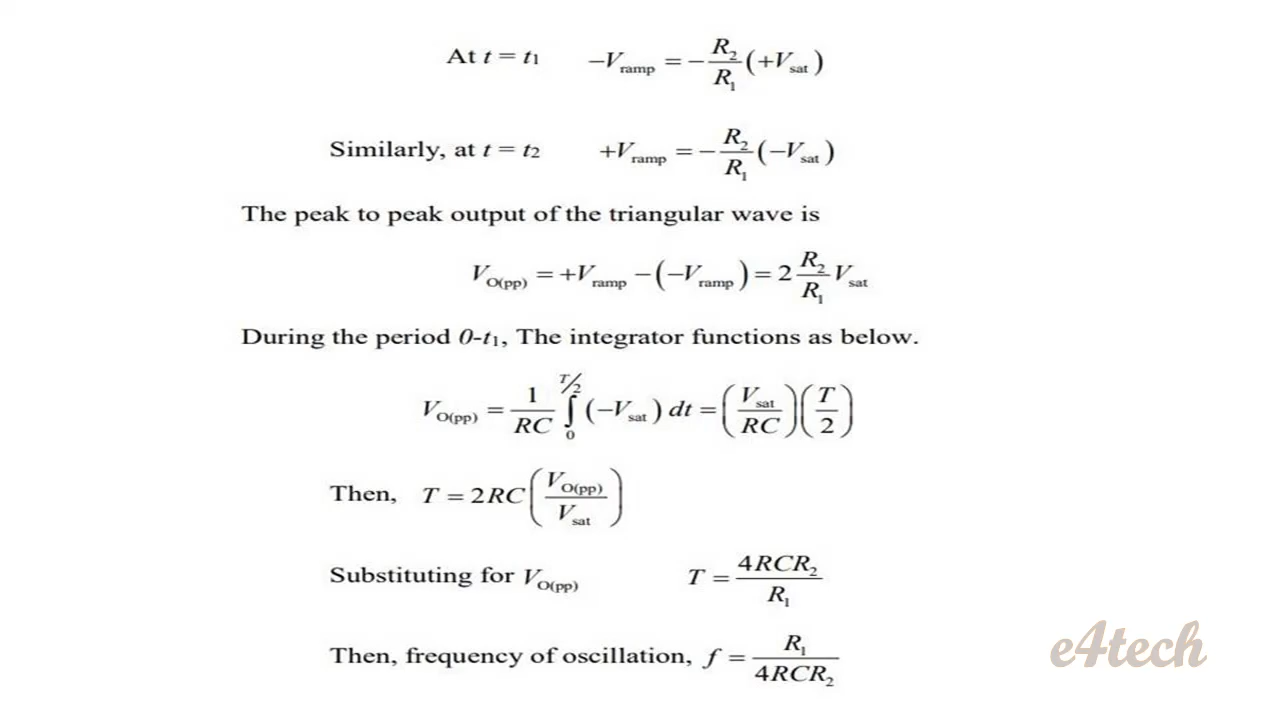 At t = t₁ −V_ramp = −(R₂/R₁)(+V_sat)
Similarly, at t = t₂ +V_ramp = −(R₂/R₁)(−V_sat)
The peak to peak output of the triangular wave is
V_O(pp) = +V_ramp − (−V_ramp) = 2 (R₂/R₁) V_sat
During the period 0-t₁, The integrator functions as below.
V_O(pp) = (1/RC) ∫₀^(T/2) (−V_sat) dt = (V_sat/RC)(T/2)
Then, T = 2RC (V_O(pp)/V_sat)
Substituting for V_O(pp) T = 4RCR₂/R₁
Then, frequency of oscillation, f = R₁/4RCR₂
e4tech